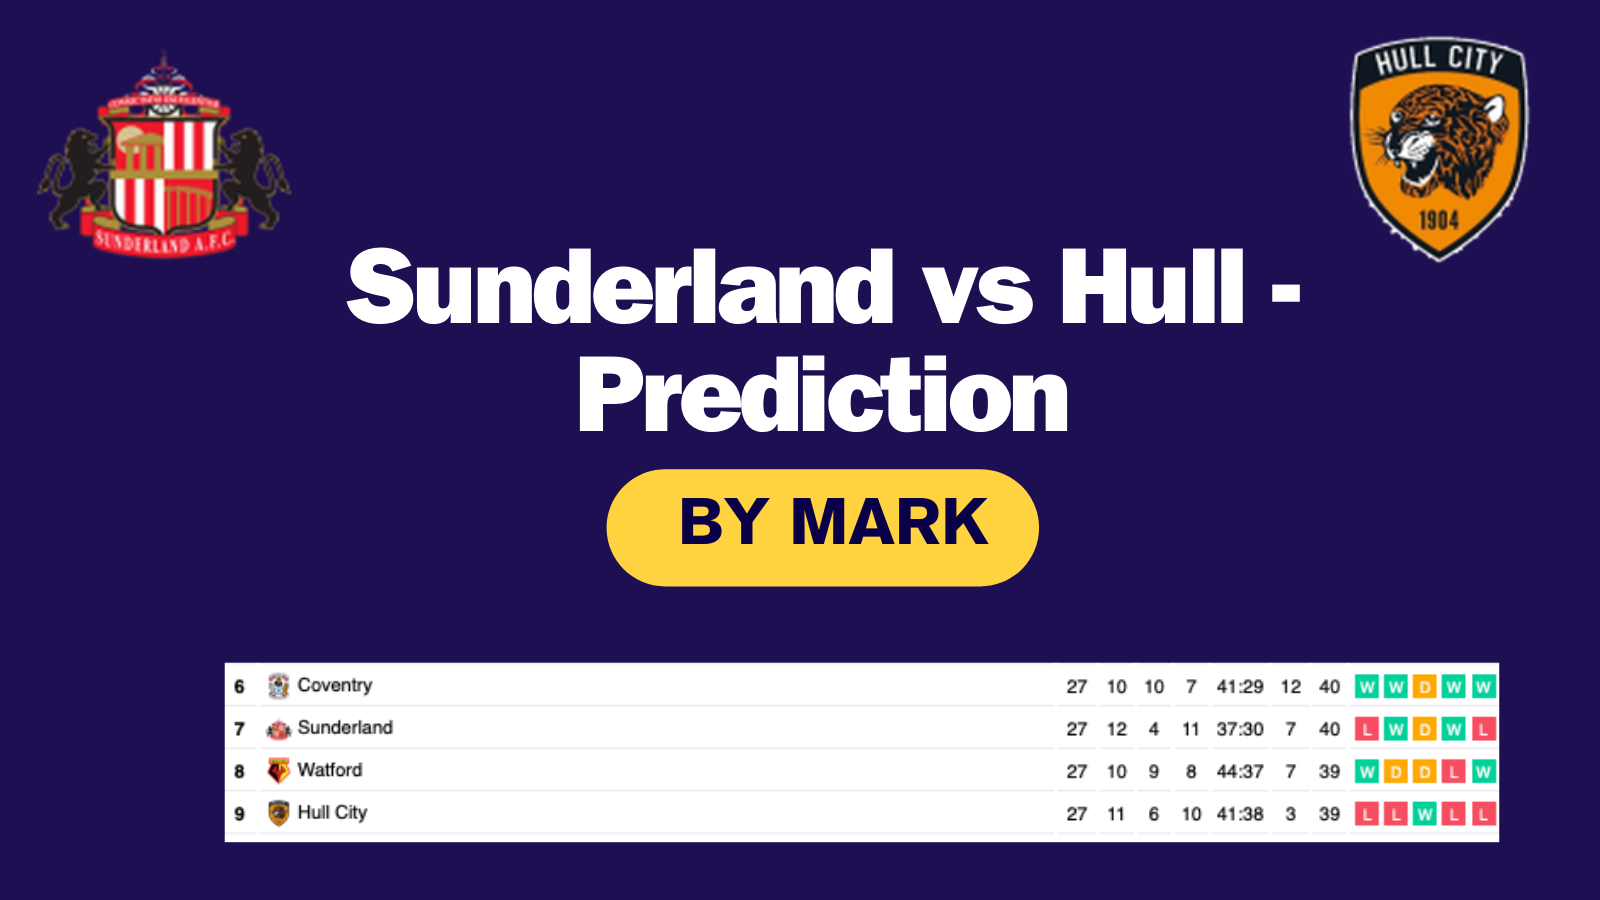 HULL CITY
1904
SUNDERLAND A.F.C.
Sunderland vs Hull -
Prediction
BY MARK
6 Coventry 27 10 10 7 41:29 12 40 W W D W W
7 Sunderland 27 12 4 11 37:30 7 40 L W D W L
8 Watford 27 10 9 8 44:37 7 39 W D D L W
9 Hull City 27 11 6 10 41:38 3 39 L L W L L